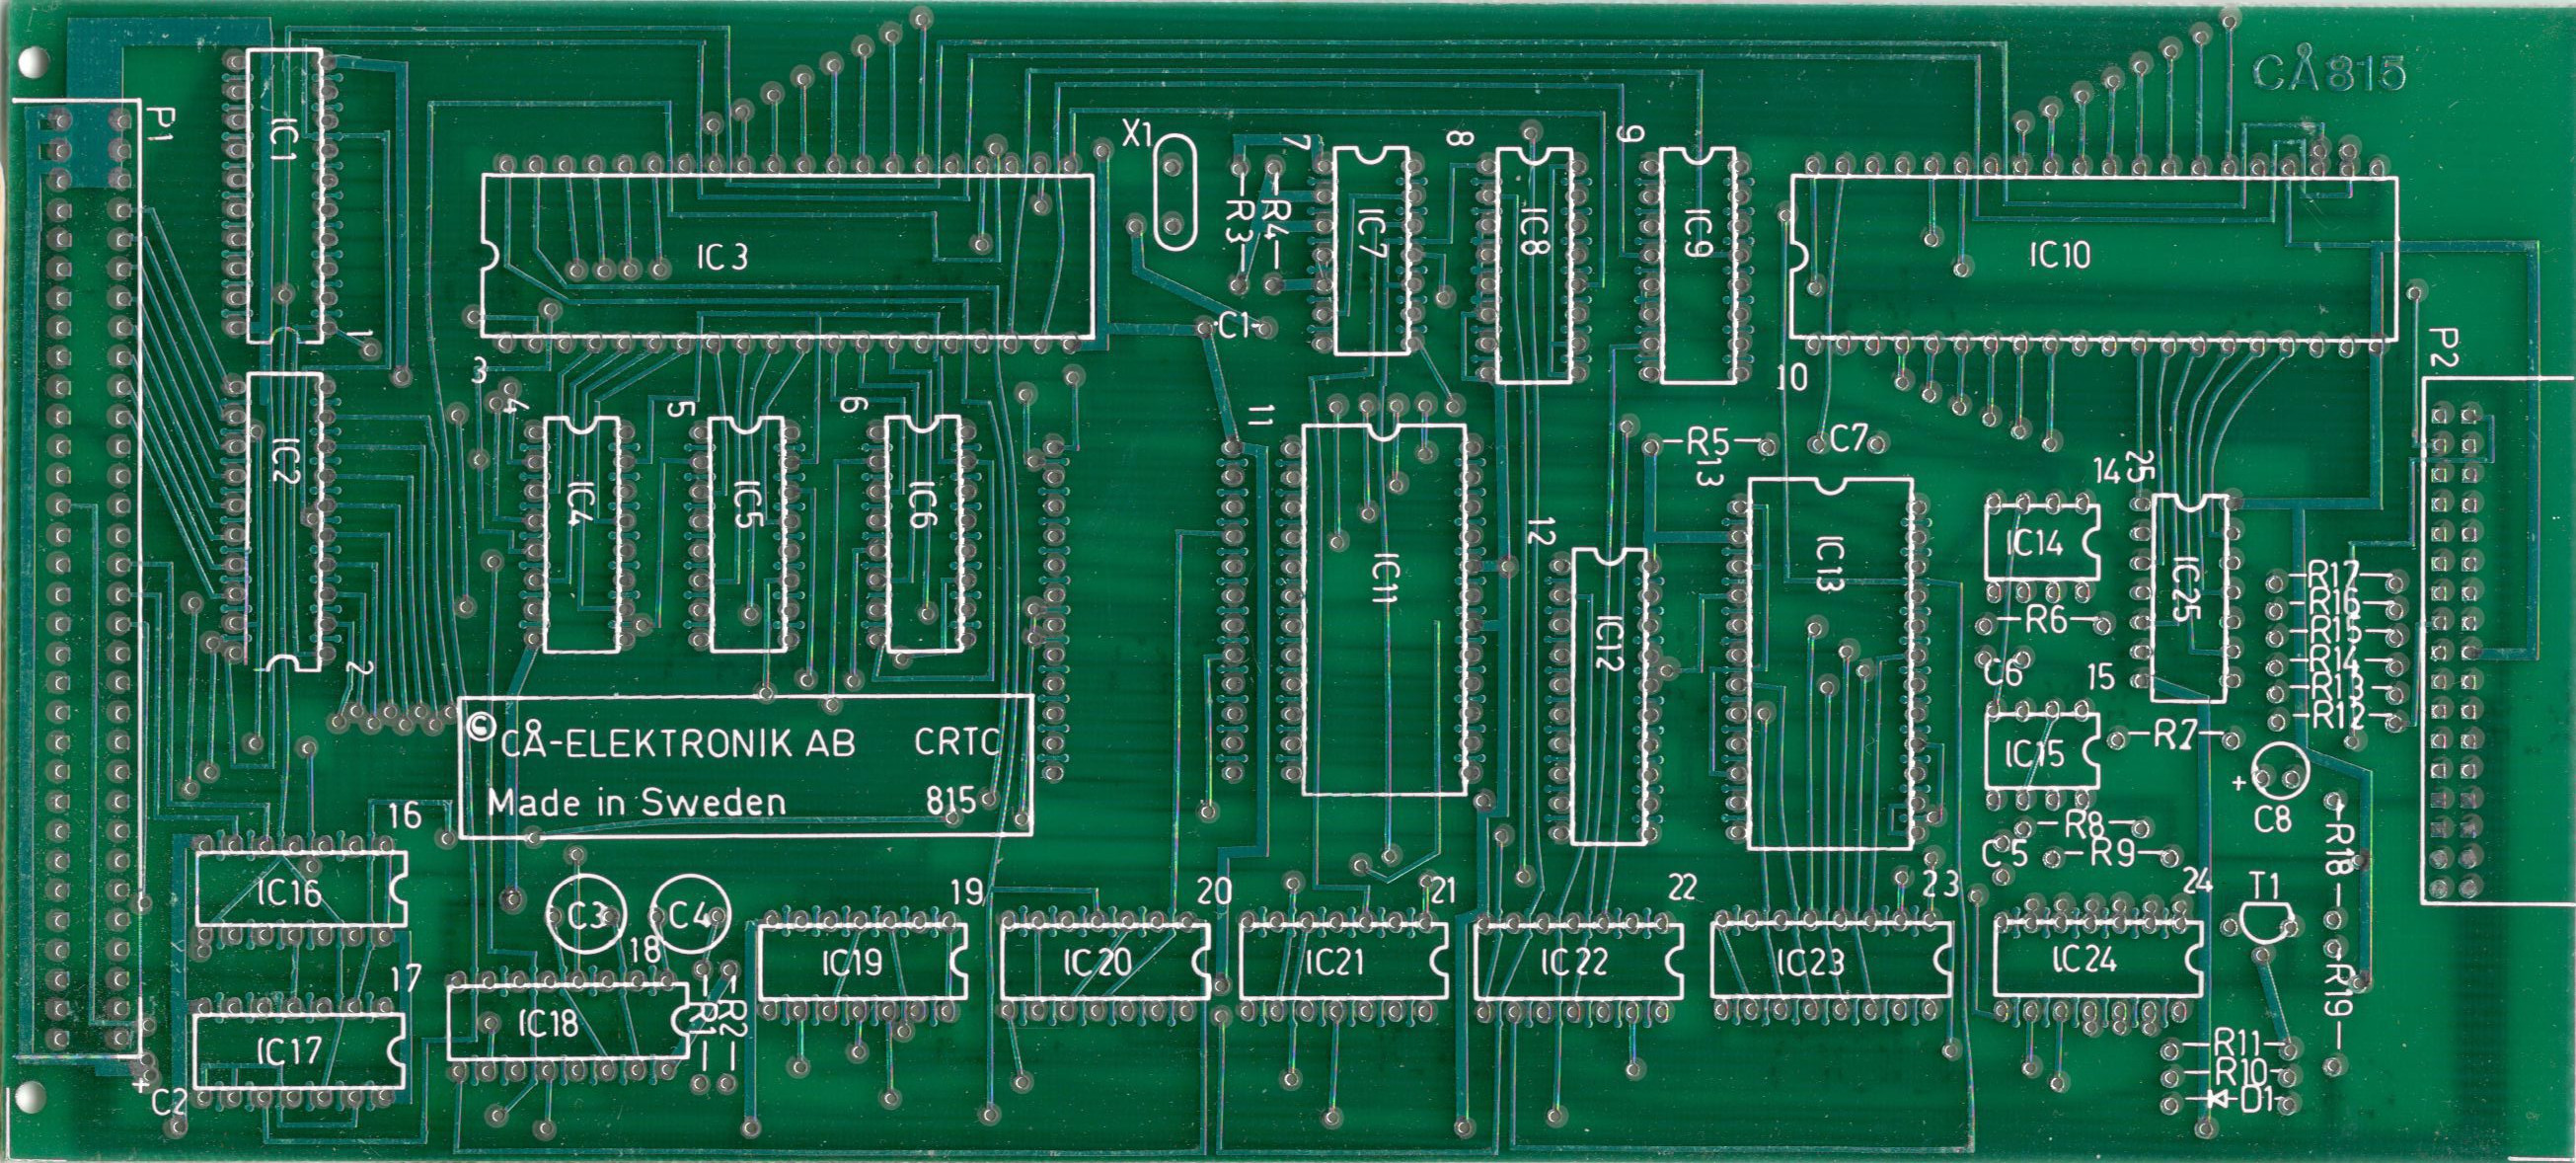 CÅ815
P1
IC1
1
IC2
2
IC3
3
X1
R3
R4
C1
7
IC7
8
IC8
9
IC9
IC10
10
P2
4
IC4
5
IC5
6
IC6
11
IC11
12
IC12
R5
13
C7
IC13
14
25
IC14
IC25
R6
C6
15
IC15
R7
R17
R16
R15
R14
R13
R12
C8
+
R8
R9
C5
R18
R19
© CÅ-ELEKTRONIK AB CRTC
Made in Sweden 815
16
IC16
17
IC17
+
C2
C3
C4
18
IC18
R1
R2
19
IC19
20
IC20
21
IC21
22
IC22
23
IC23
24
IC24
T1
R11
R10
D1